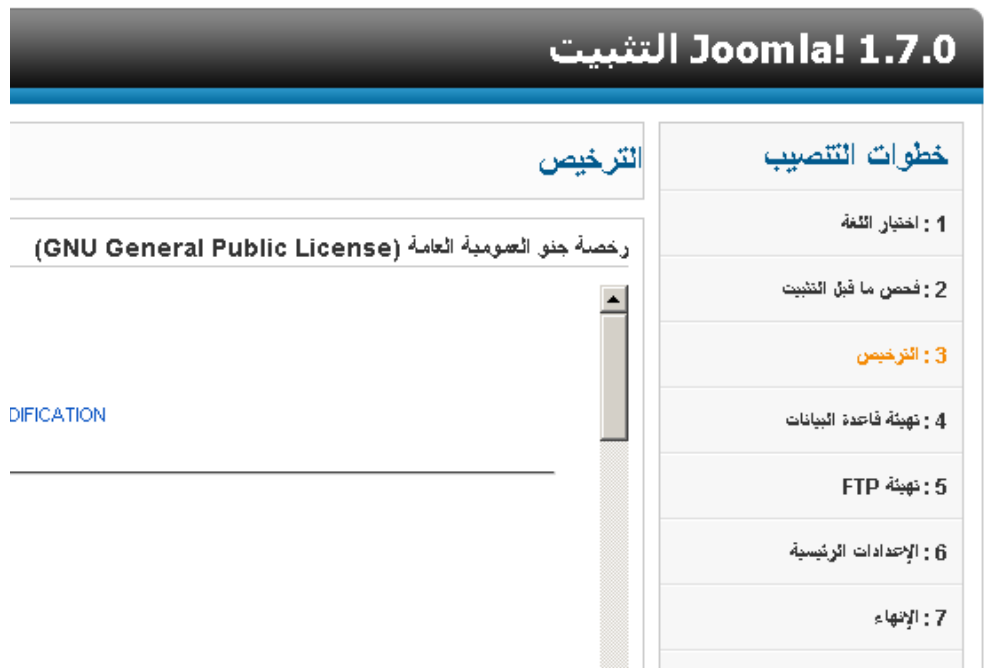 Joomla! 1.7.0 التثبيت
خطوات التنصيب
1 : اختيار اللغة
2 : فحص ما قبل التثبيت
3 : الترخيص
4 : تهيئة قاعدة البيانات
5 : تهيئة FTP
6 : الإعدادات الرئيسية
7 : الإنهاء
الترخيص
رخصة جنو العمومية العامة (GNU General Public License)
DIFICATION